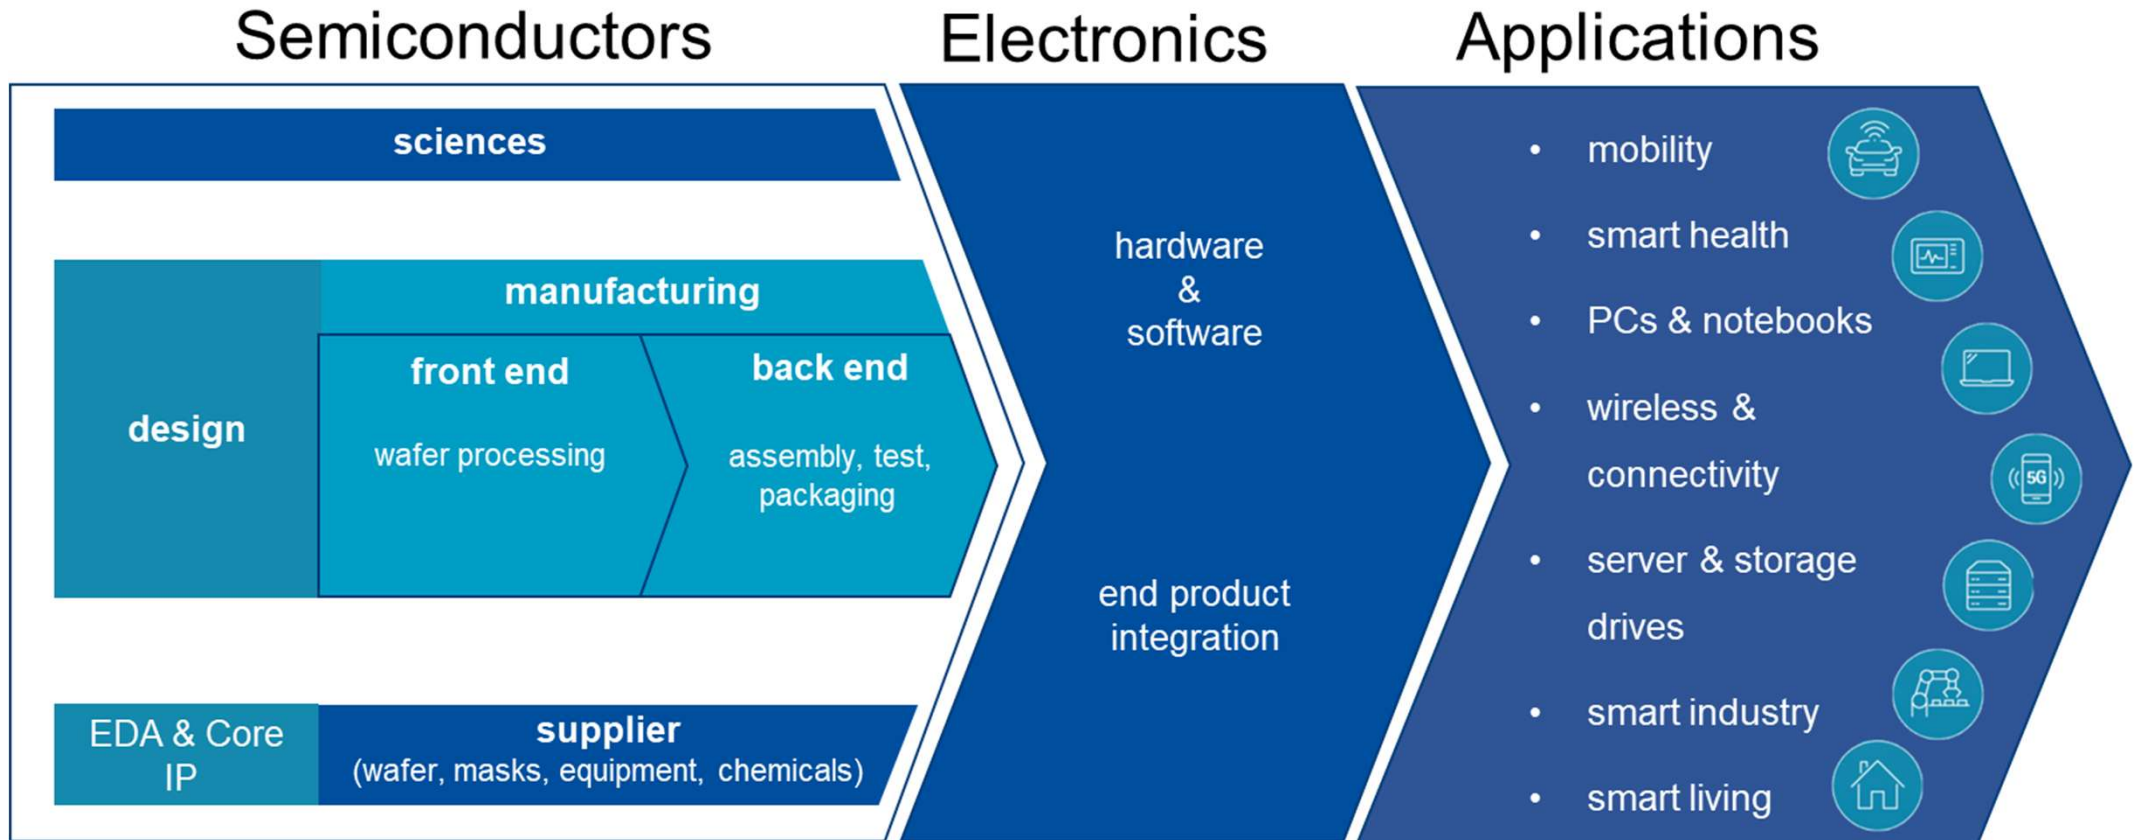 Semiconductors
Electronics
Applications
sciences
design
manufacturing
front end
wafer processing
back end
assembly, test,
packaging
EDA & Core
IP
supplier
(wafer, masks, equipment, chemicals)
hardware
&
software
end product
integration
• mobility
• smart health
• PCs & notebooks
• wireless &
connectivity
5G
• server & storage
drives
• smart industry
• smart living